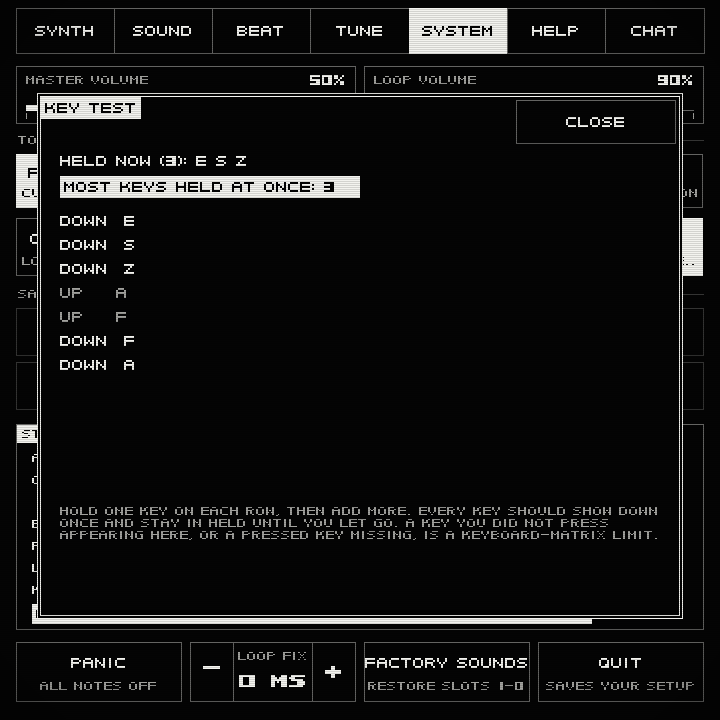 SYNTH SOUND BEAT TUNE SYSTEM HELP CHAT
MASTER VOLUME 50% LOOP VOLUME 90%
KEY TEST
CLOSE
HELD NOW (3): E S Z
MOST KEYS HELD AT ONCE: 3
DOWN E
DOWN S
DOWN Z
UP A
UP F
DOWN F
DOWN A
HOLD ONE KEY ON EACH ROW, THEN ADD MORE. EVERY KEY SHOULD SHOW DOWN
ONCE AND STAY IN HELD UNTIL YOU LET GO. A KEY YOU DID NOT PRESS
APPEARING HERE, OR A PRESSED KEY MISSING, IS A KEYBOARD-MATRIX LIMIT.
PANIC
ALL NOTES OFF
−
LOOP FIX
0 MS
+
FACTORY SOUNDS
RESTORE SLOTS 1-0
QUIT
SAVES YOUR SETUP